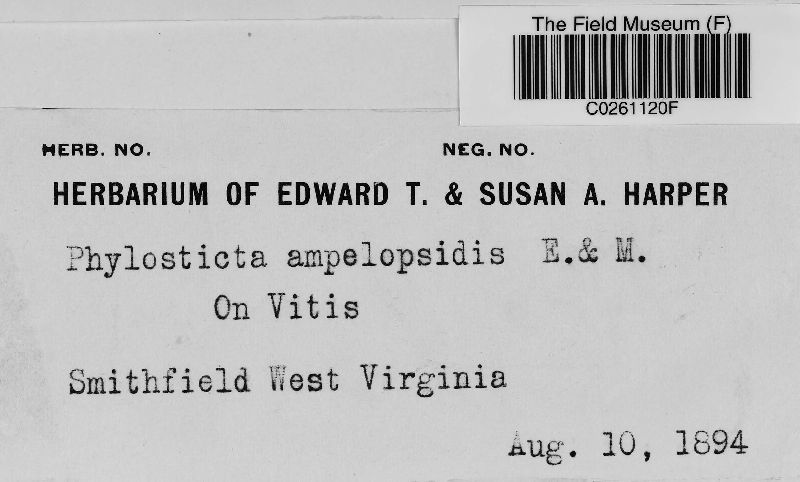 The Field Museum (F)
C0261120F
HERB. NO. NEG. NO.
HERBARIUM OF EDWARD T. & SUSAN A. HARPER
Phylosticta ampelopsidis E.& M.
On Vitis
Smithfield West Virginia
Aug. 10, 1894